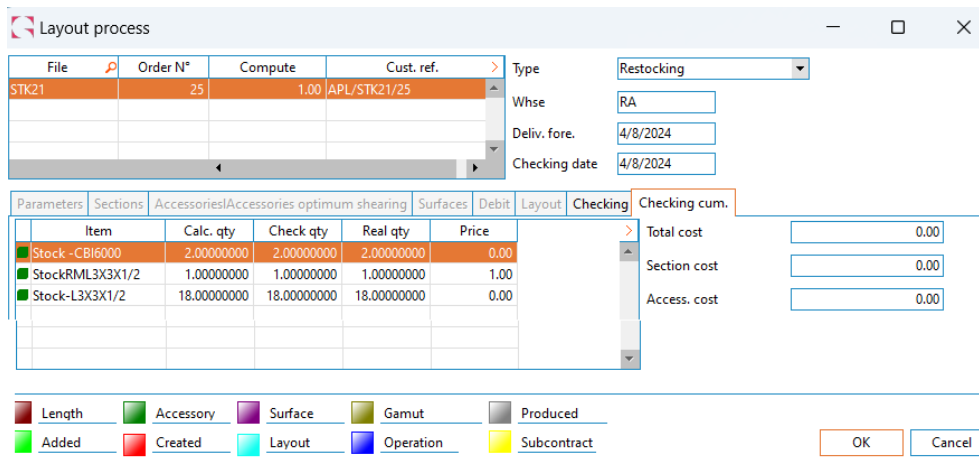 Layout process
File Order N° Compute Cust. ref. >
STK21 25 1.00 APL/STK21/25
Type Restocking
Whse RA
Deliv. fore. 4/8/2024
Checking date 4/8/2024
Parameters Sections Accessories|Accessories optimum shearing Surfaces Debit Layout Checking Checking cum.
Item Calc. qty Check qty Real qty Price >
Stock -CBI6000 2.00000000 2.00000000 2.00000000 0.00
StockRML3X3X1/2 1.00000000 1.00000000 1.00000000 1.00
Stock-L3X3X1/2 18.00000000 18.00000000 18.00000000 0.00
Total cost 0.00
Section cost 0.00
Access. cost 0.00
Length Accessory Surface Gamut Produced
Added Created Layout Operation Subcontract
OK Cancel